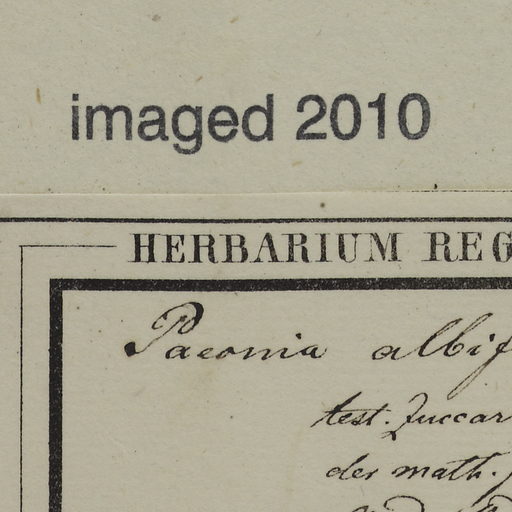 imaged 2010
HERBARIUM REG
Paeonia albif
test. Zuccar
der math.